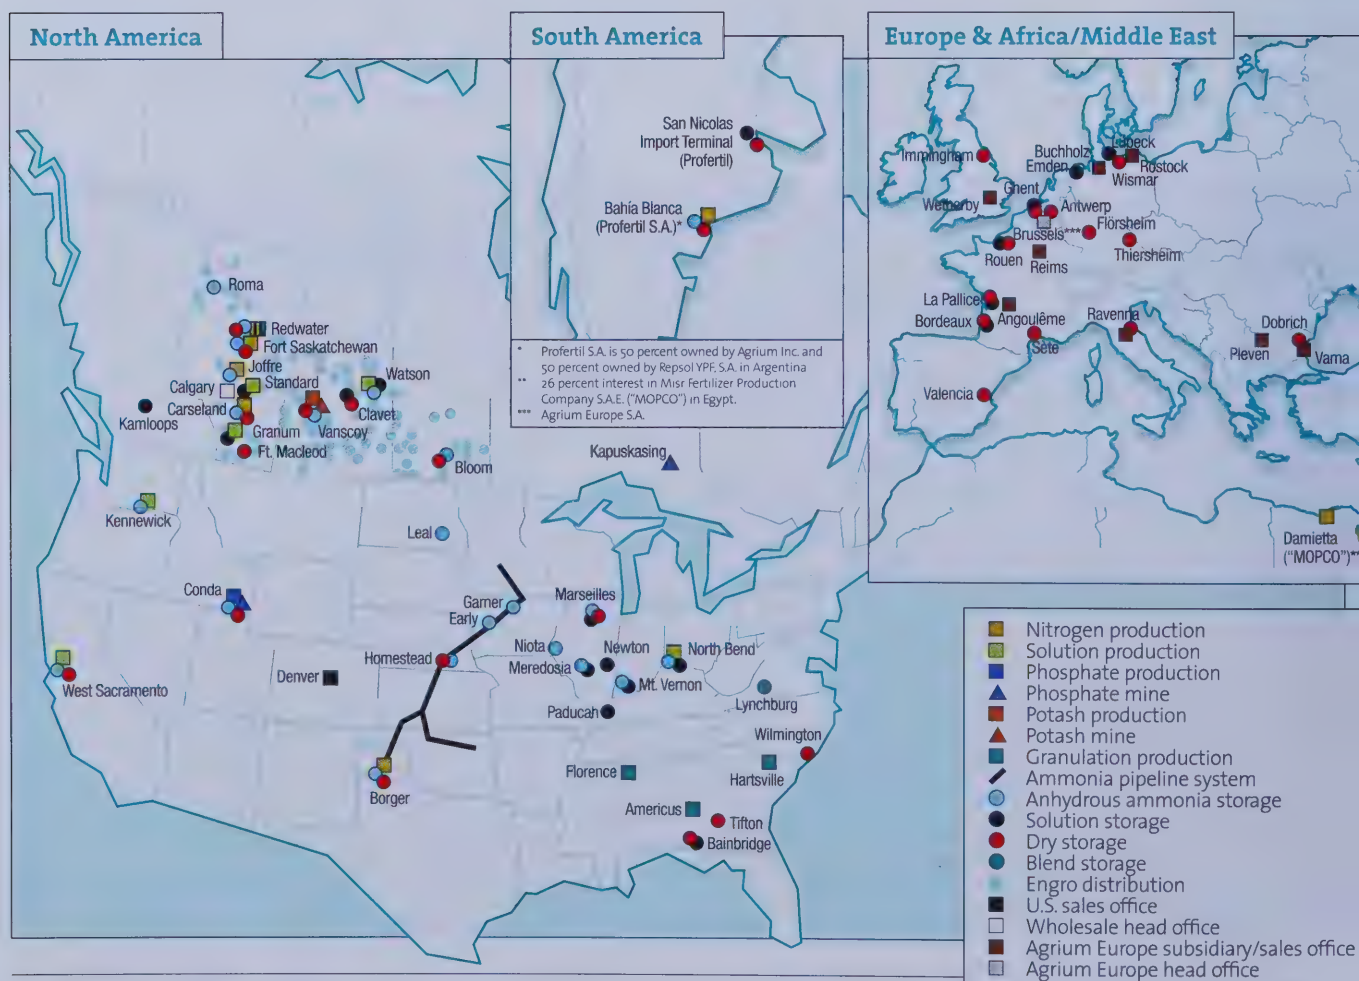 North America
South America
Europe & Africa/Middle East
Roma
Redwater
Fort Saskatchewan
Joffre
Calgary
Standard
Watson
Carseland
Kamloops
Granum
Vanscoy
Clavet
Ft. Macleod
Bloom
Kapuskasing
Kennewick
Leal
Conda
Garner
Early
Marseilles
Niota
Newton
North Bend
Homestead
Meredosia
Denver
Mt. Vernon
West Sacramento
Lynchburg
Paducah
Wilmington
Florence
Hartsville
Borger
Americus
Tifton
Bainbridge
San Nicolas
Import Terminal
(Profertil)
Bahía Blanca
(Profertil S.A.)*
* Profertil S.A. is 50 percent owned by Agrium Inc. and
50 percent owned by Repsol YPF, S.A. in Argentina
** 26 percent interest in Misr Fertilizer Production
Company S.A.E. ("MOPCO") in Egypt.
*** Agrium Europe S.A.
Immingham
Buchholz
Lübeck
Emden
Rostock
Wismar
Wetherby
Ghent
Antwerp
Flörsheim
Brussels***
Rouen
Reims
Thiersheim
La Pallice
Bordeaux
Angoulême
Ravenna
Sète
Dobrich
Pleven
Varna
Valencia
Damietta
("MOPCO")**
Nitrogen production
Solution production
Phosphate production
Phosphate mine
Potash production
Potash mine
Granulation production
Ammonia pipeline system
Anhydrous ammonia storage
Solution storage
Dry storage
Blend storage
Engro distribution
U.S. sales office
Wholesale head office
Agrium Europe subsidiary/sales office
Agrium Europe head office